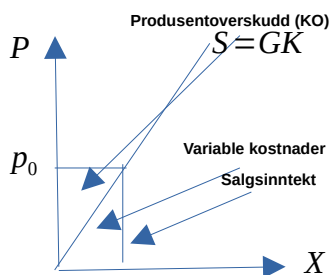 Produsentoverskudd (KO)
P
S=GK
Variable kostnader
p0
Salgsinntekt
X